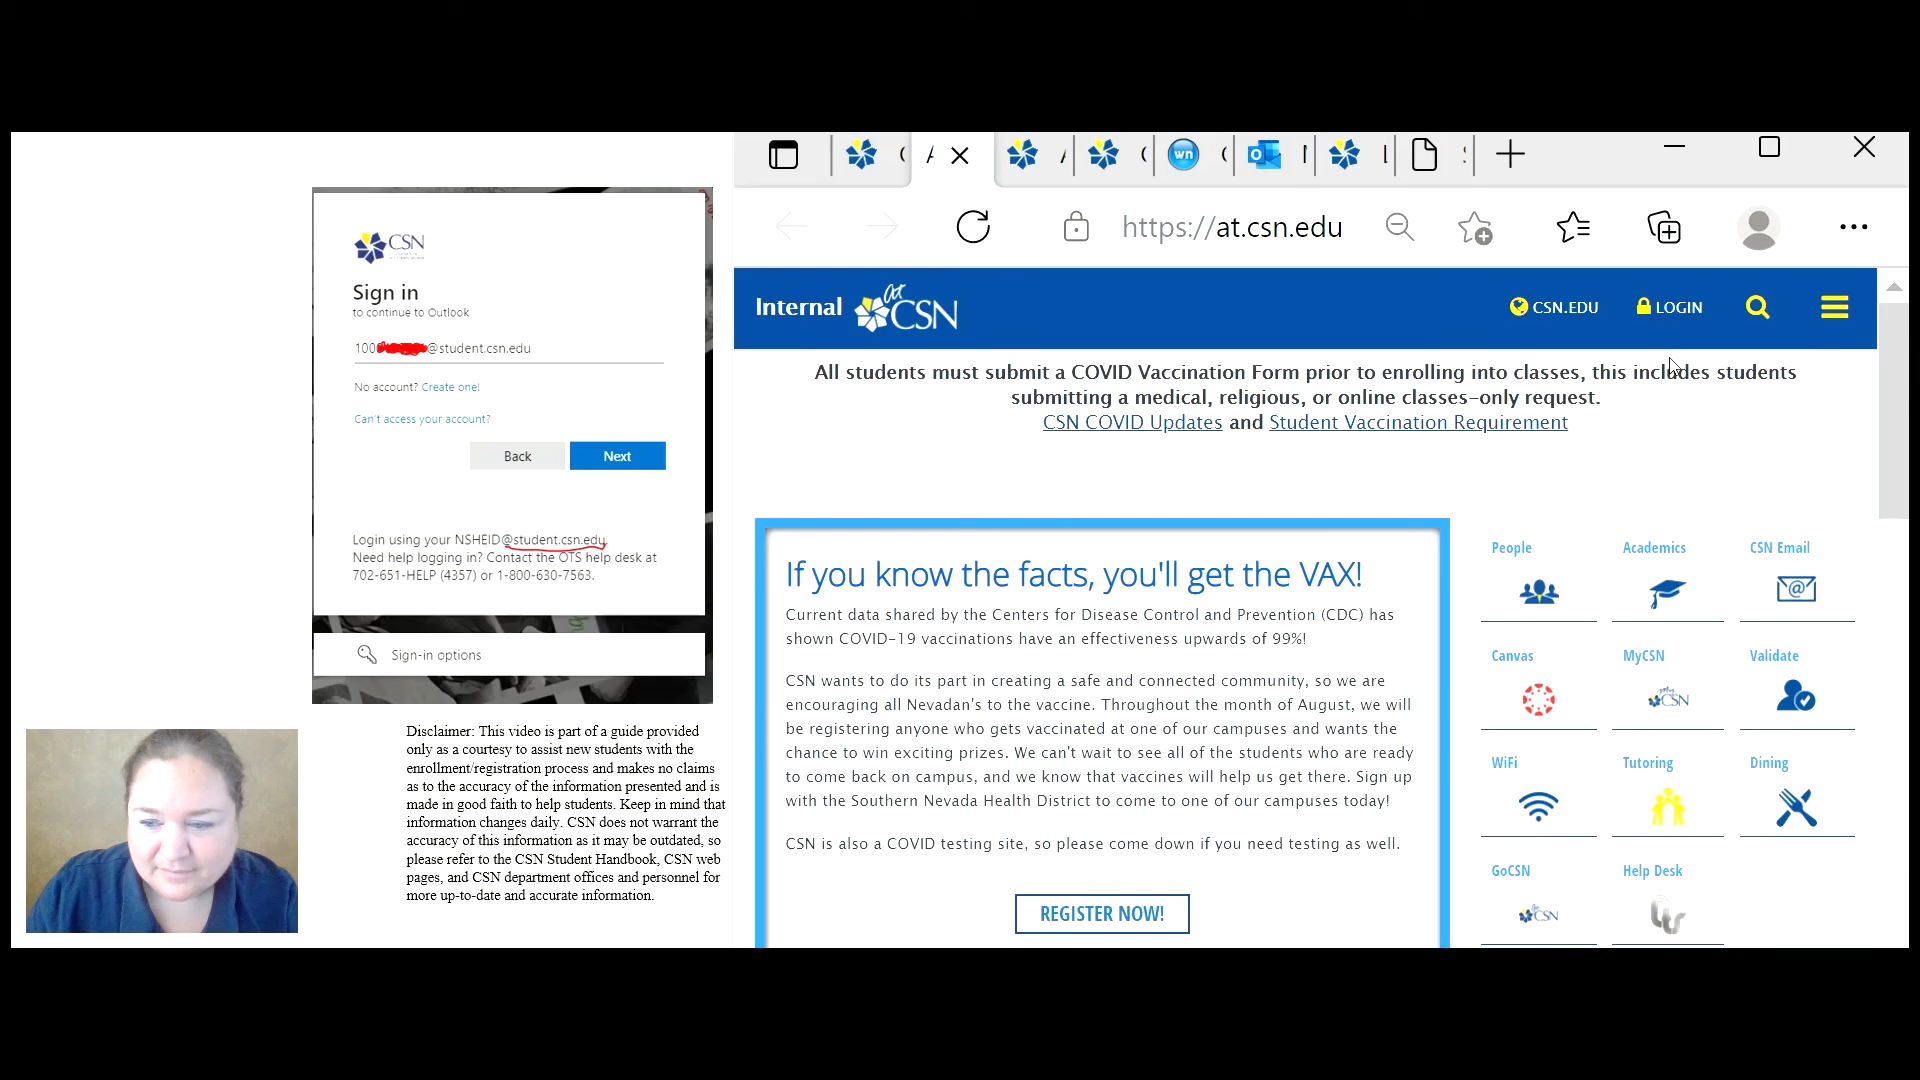 CSN
Sign in
to continue to Outlook
100
@student.csn.edu
No account? Create one!
Can't access your account?
Back
Next
Login using your NSHEID@student.csn.edu.
Need help logging in? Contact the OTS help desk at
702-651-HELP (4357) or 1-800-630-7563.
Sign-in options
Disclaimer: This video is part of a guide provided
only as a courtesy to assist new students with the
enrollment/registration process and makes no claims
as to the accuracy of the information presented and is
made in good faith to help students. Keep in mind that
information changes daily. CSN does not warrant the
accuracy of this information as it may be outdated, so
please refer to the CSN Student Handbook, CSN web
pages, and CSN department offices and personnel for
more up-to-date and accurate information.
wn
https://at.csn.edu
Internal at CSN
CSN.EDU
LOGIN
All students must submit a COVID Vaccination Form prior to enrolling into classes, this includes students
submitting a medical, religious, or online classes-only request.
CSN COVID Updates and Student Vaccination Requirement
If you know the facts, you'll get the VAX!
Current data shared by the Centers for Disease Control and Prevention (CDC) has
shown COVID-19 vaccinations have an effectiveness upwards of 99%!
CSN wants to do its part in creating a safe and connected community, so we are
encouraging all Nevadan's to the vaccine. Throughout the month of August, we will
be registering anyone who gets vaccinated at one of our campuses and wants the
chance to win exciting prizes. We can't wait to see all of the students who are ready
to come back on campus, and we know that vaccines will help us get there. Sign up
with the Southern Nevada Health District to come to one of our campuses today!
CSN is also a COVID testing site, so please come down if you need testing as well.
REGISTER NOW!
People
Academics
CSN Email
Canvas
MyCSN
Validate
WiFi
Tutoring
Dining
GoCSN
Help Desk